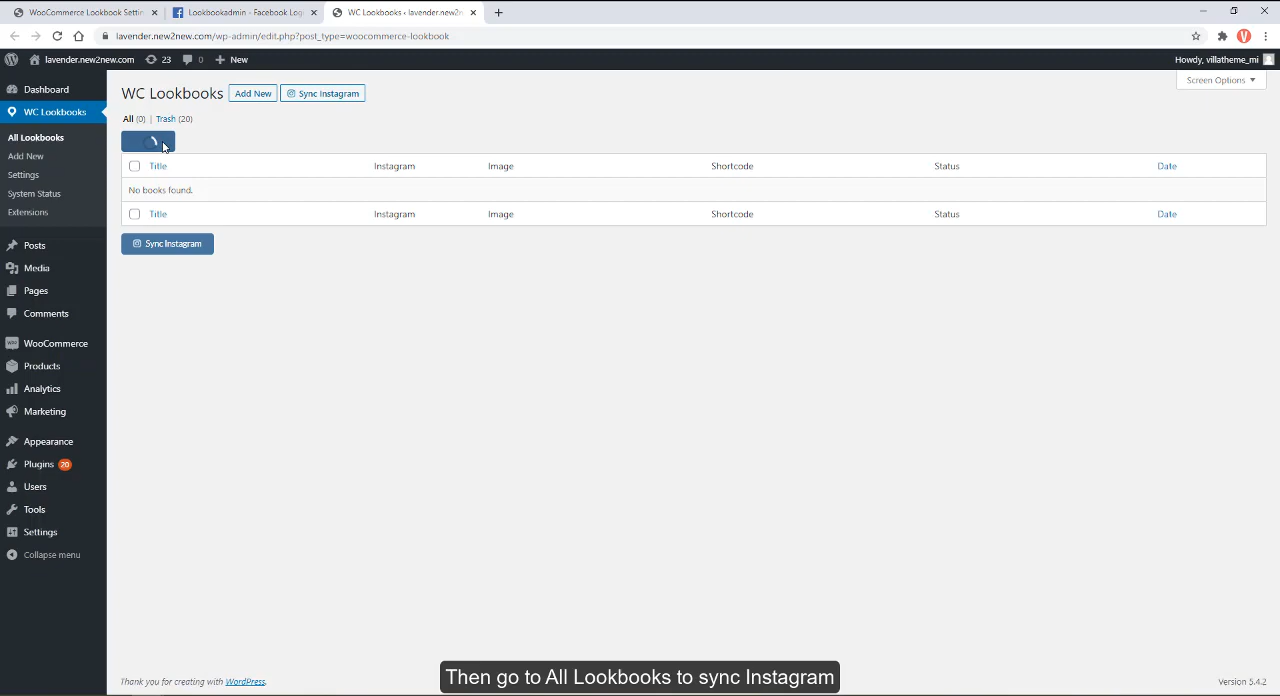 WooCommerce Lookbook Settin
Lookbookadmin - Facebook Log
WC Lookbooks ‹ lavender.new2n
lavender.new2new.com/wp-admin/edit.php?post_type=woocommerce-lookbook
V
lavender.new2new.com 23 0 + New
Howdy, villatheme_mi
Screen Options
Dashboard
WC Lookbooks
All Lookbooks
Add New
Settings
System Status
Extensions
Posts
Media
Pages
Comments
WooCommerce
Products
Analytics
Marketing
Appearance
Plugins 20
Users
Tools
Settings
Collapse menu
WC Lookbooks Add New Sync Instagram
All (0) | Trash (20)
Title Instagram Image Shortcode Status Date
No books found.
Title Instagram Image Shortcode Status Date
Sync Instagram
Then go to All Lookbooks to sync Instagram
Thank you for creating with WordPress.
Version 5.4.2